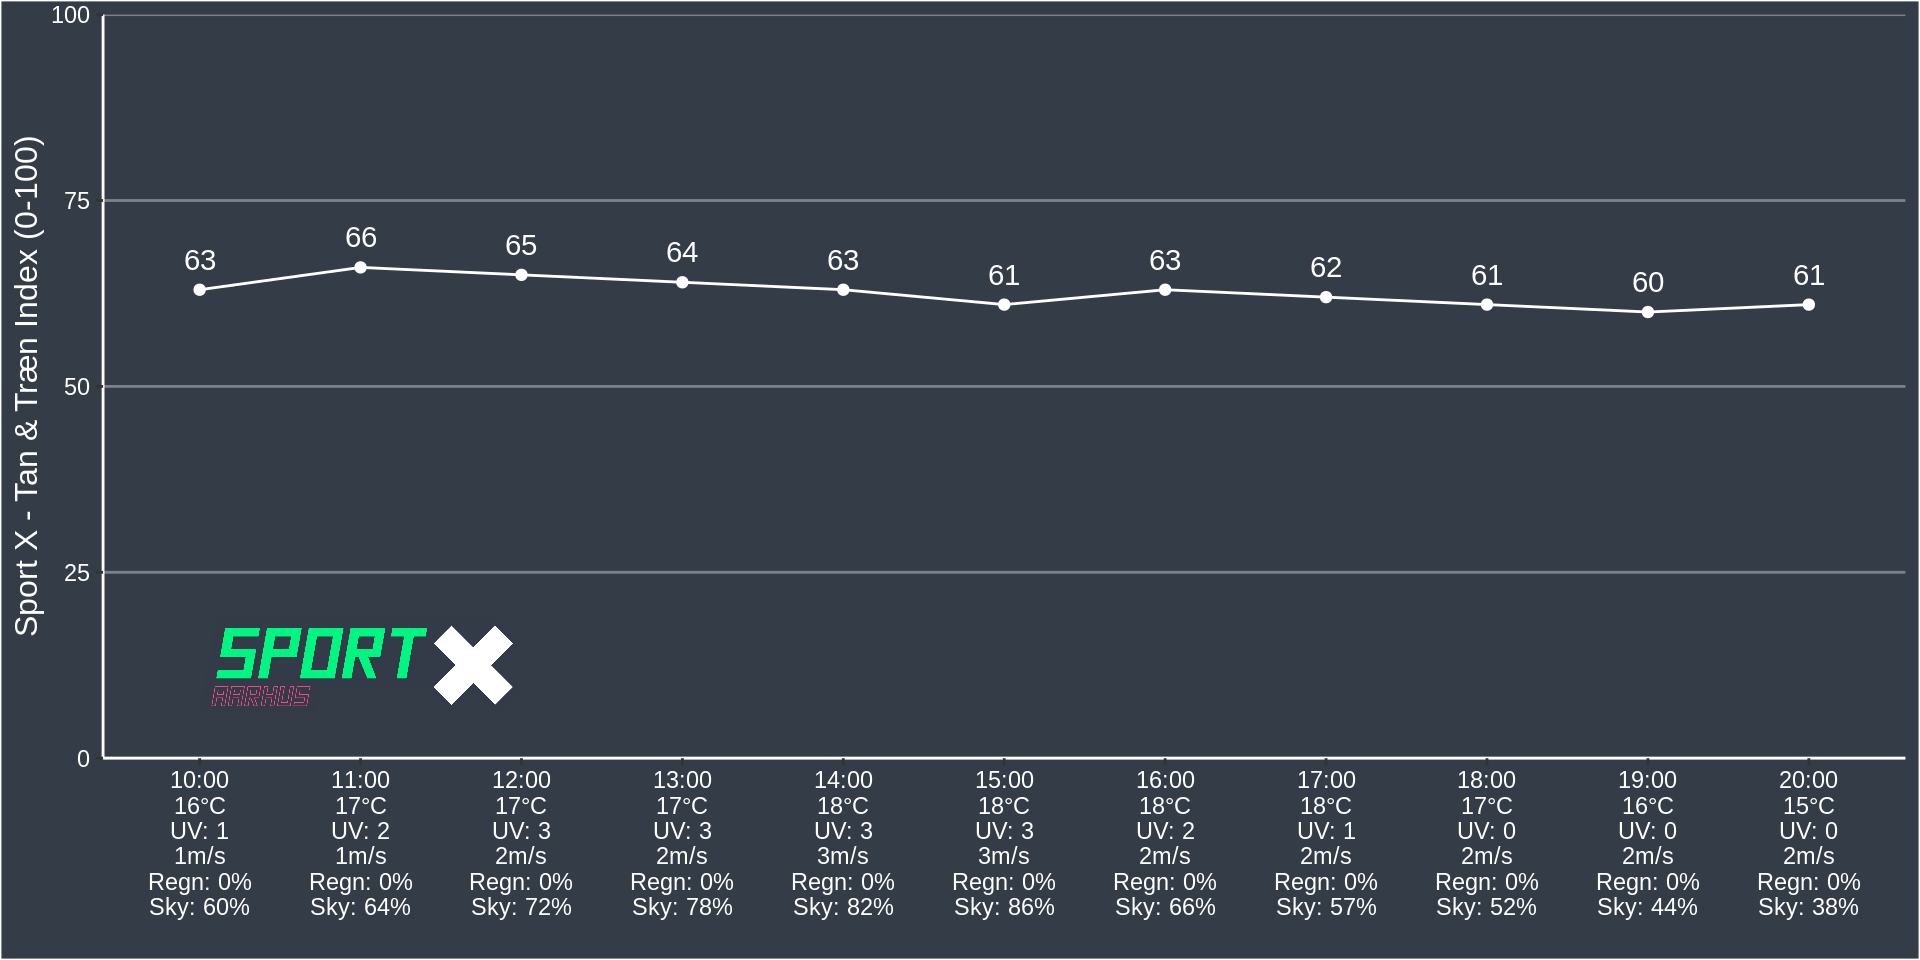 Sport X - Tan & Træn Index (0-100)
100
75
50
25
0
63
66
65
64
63
61
63
62
61
60
61
SPORT X
AARHUS
10:00
16°C
UV: 1
1m/s
Regn: 0%
Sky: 60%
11:00
17°C
UV: 2
1m/s
Regn: 0%
Sky: 64%
12:00
17°C
UV: 3
2m/s
Regn: 0%
Sky: 72%
13:00
17°C
UV: 3
2m/s
Regn: 0%
Sky: 78%
14:00
18°C
UV: 3
3m/s
Regn: 0%
Sky: 82%
15:00
18°C
UV: 3
3m/s
Regn: 0%
Sky: 86%
16:00
18°C
UV: 2
2m/s
Regn: 0%
Sky: 66%
17:00
18°C
UV: 1
2m/s
Regn: 0%
Sky: 57%
18:00
17°C
UV: 0
2m/s
Regn: 0%
Sky: 52%
19:00
16°C
UV: 0
2m/s
Regn: 0%
Sky: 44%
20:00
15°C
UV: 0
2m/s
Regn: 0%
Sky: 38%